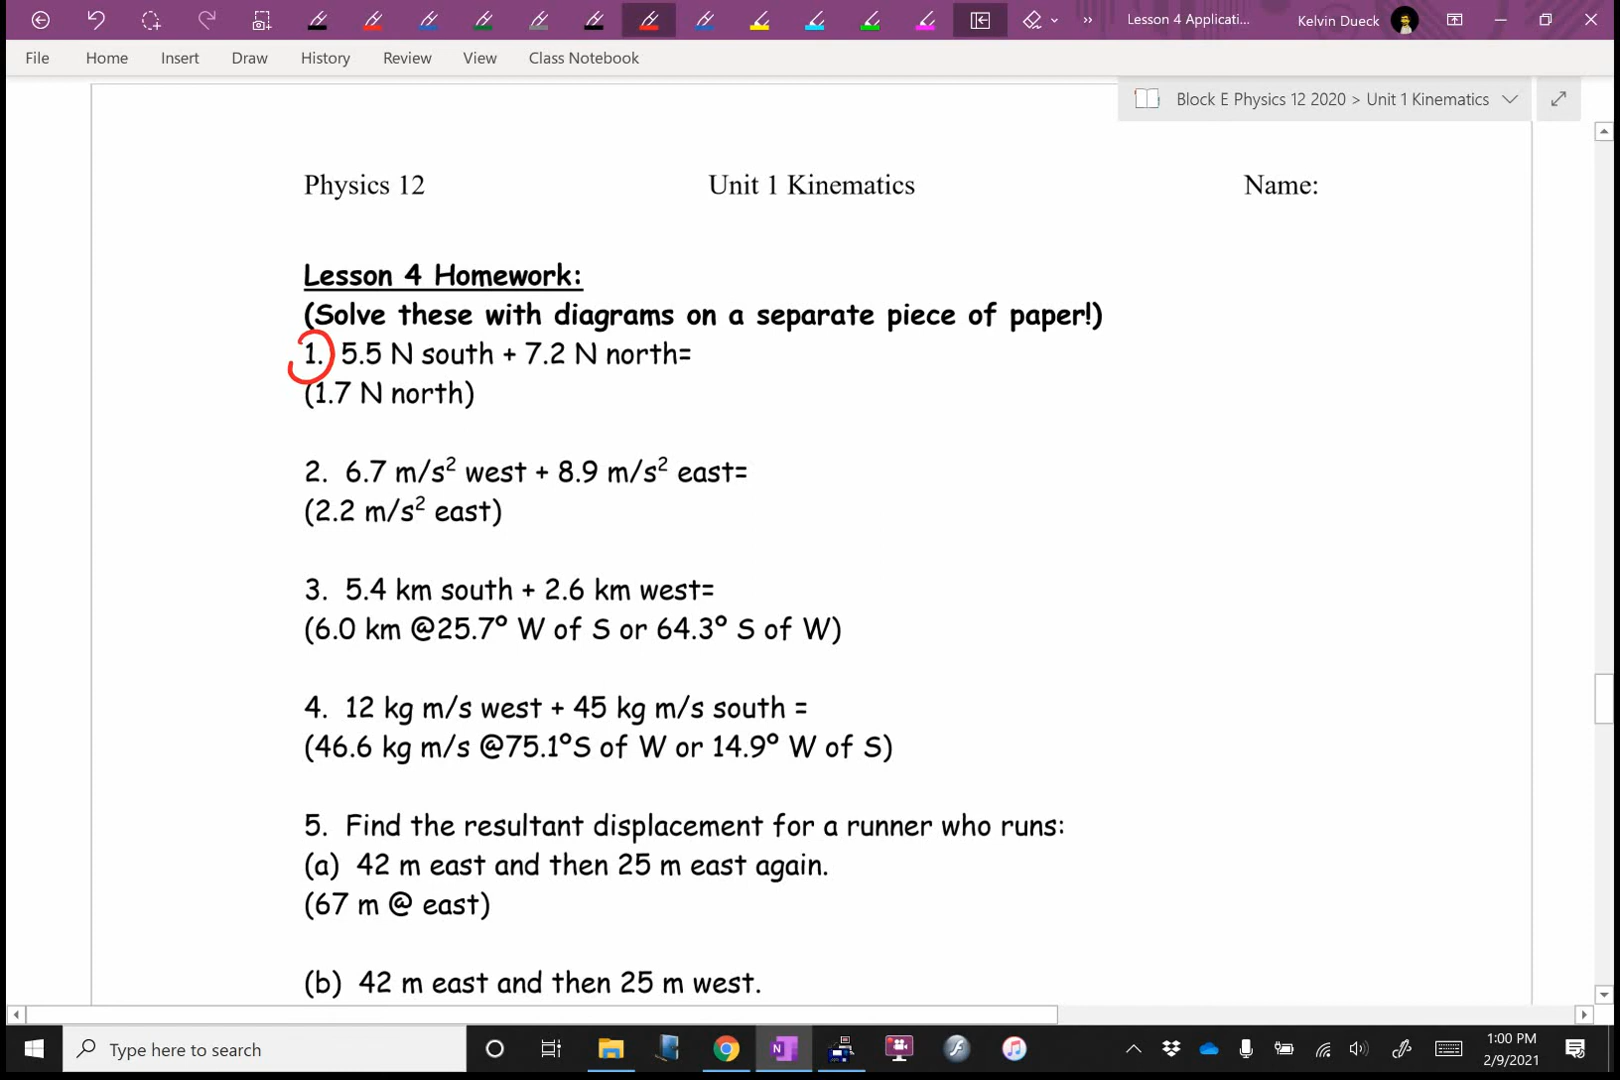 Lesson 4 Applicati...
Kelvin Dueck
File Home Insert Draw History Review View Class Notebook
Block E Physics 12 2020 > Unit 1 Kinematics
Physics 12 Unit 1 Kinematics Name:
Lesson 4 Homework:
(Solve these with diagrams on a separate piece of paper!)
1. 5.5 N south + 7.2 N north=
(1.7 N north)
2. 6.7 m/s² west + 8.9 m/s² east=
(2.2 m/s² east)
3. 5.4 km south + 2.6 km west=
(6.0 km @25.7° W of S or 64.3° S of W)
4. 12 kg m/s west + 45 kg m/s south =
(46.6 kg m/s @75.1°S of W or 14.9° W of S)
5. Find the resultant displacement for a runner who runs:
(a) 42 m east and then 25 m east again.
(67 m @ east)
(b) 42 m east and then 25 m west.
Type here to search
1:00 PM
2/9/2021